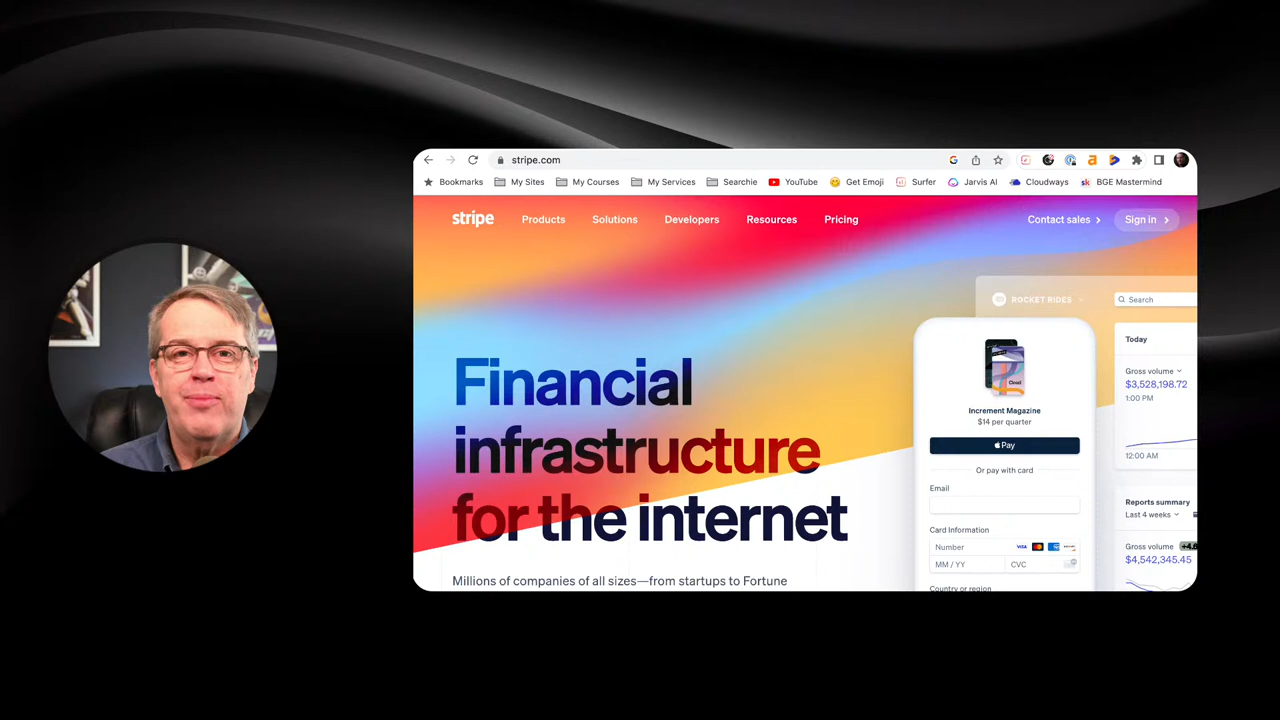 stripe.com
Bookmarks My Sites My Courses My Services Searchie YouTube Get Emoji Surfer Jarvis AI Cloudways BGE Mastermind
stripe Products Solutions Developers Resources Pricing Contact sales Sign in
ROCKET RIDES
Search
Financial
infrastructure
for the internet
Millions of companies of all sizes—from startups to Fortune
Increment Magazine
$14 per quarter
Pay
Or pay with card
Email
Card Information
Number VISA
MM / YY CVC
Country or region
Today
Gross volume
$3,528,198.72
1:00 PM
12:00 AM
Reports summary
Last 4 weeks
Gross volume
$4,542,345.45